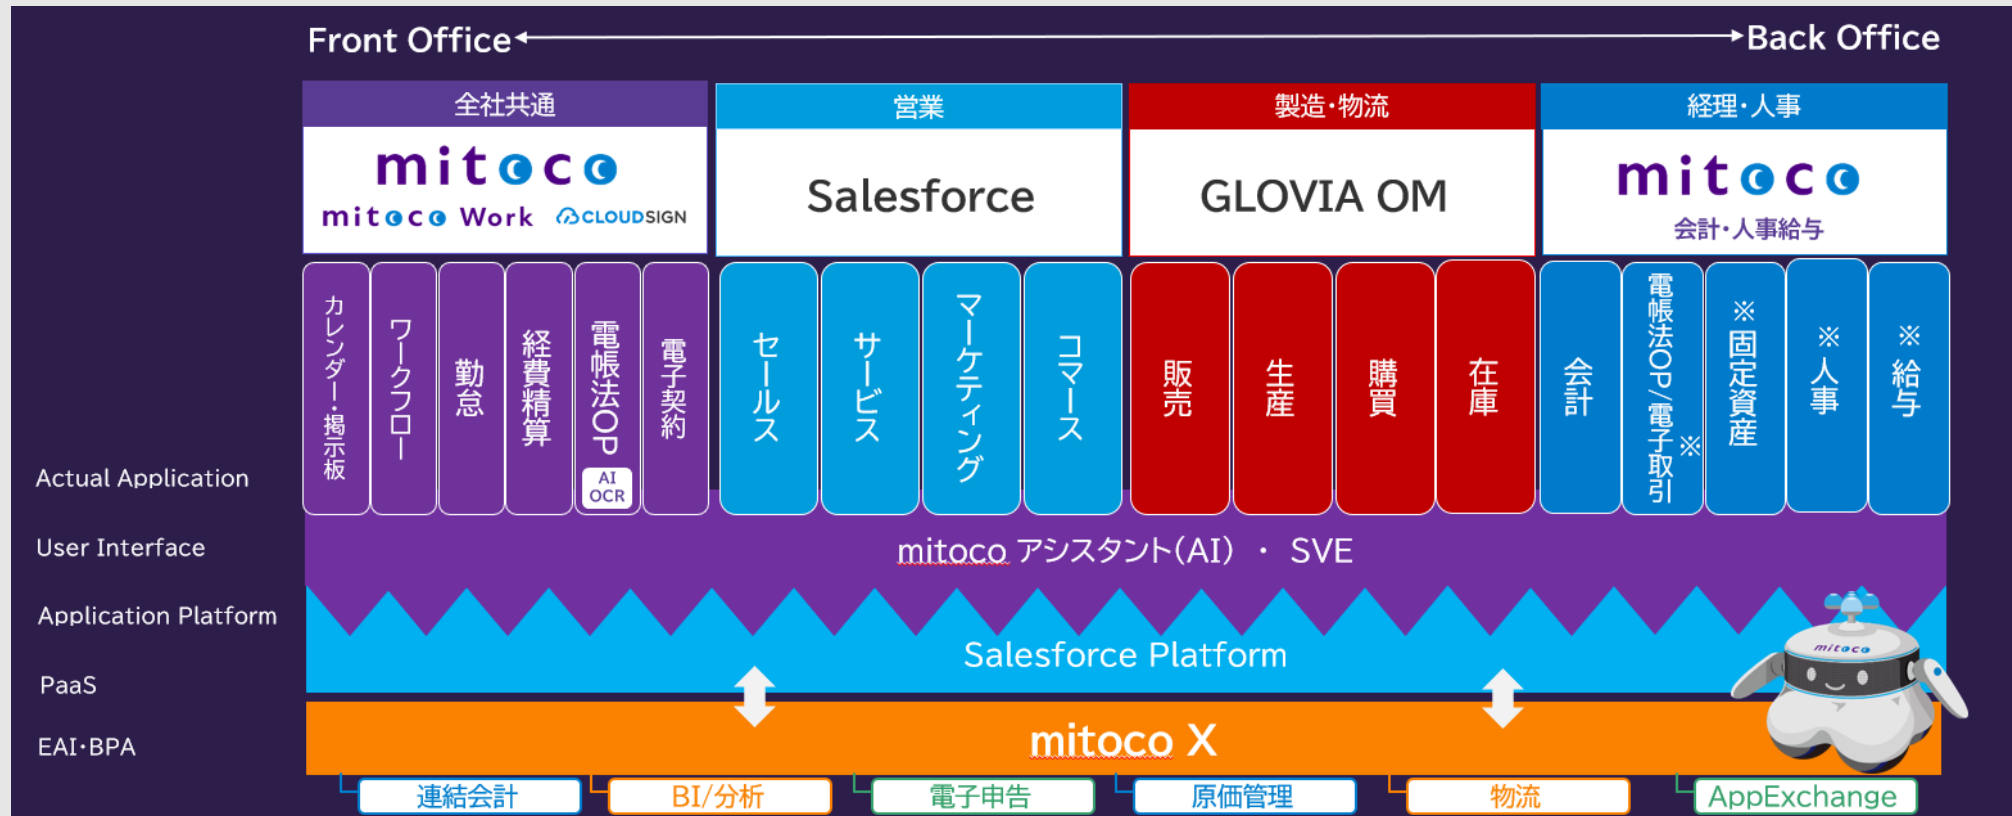 Front Office
Back Office
全社共通
営業
製造・物流
経理・人事
mitoco
mitoco Work
CLOUDSIGN
Salesforce
GLOVIA OM
mitoco
会計・人事給与
カレンダー・掲示板
ワークフロー
勤怠
経費精算
電帳法OP
AI
OCR
電子契約
セールス
サービス
マーケティング
コマース
販売
生産
購買
在庫
会計
電帳法OP/電子取引
※
※固定資産
※人事
※給与
Actual Application
User Interface
mitoco アシスタント(AI) ・ SVE
Application Platform
Salesforce Platform
mitoco
PaaS
EAI・BPA
mitoco X
連結会計
BI/分析
電子申告
原価管理
物流
AppExchange